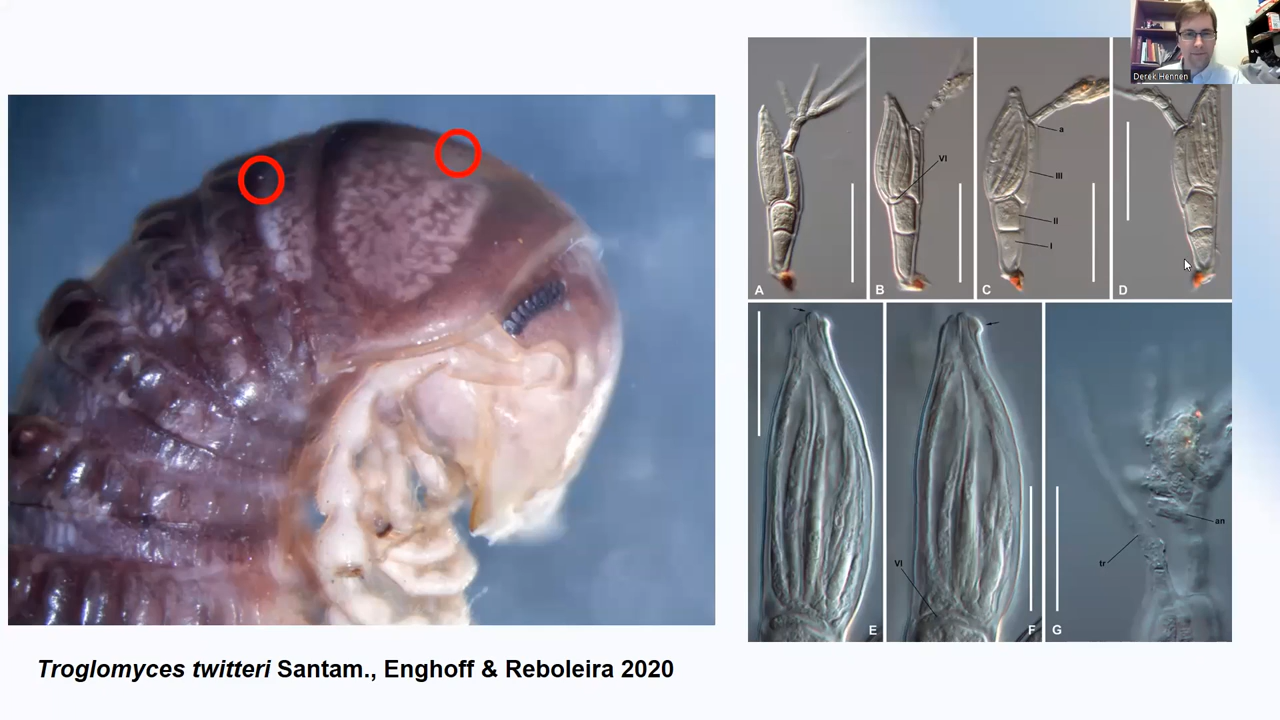 Derek Hennen
a
VI
III
II
I
A
B
C
D
an
VI
tr
E
F
G
Troglomyces twitteri Santam., Enghoff & Reboleira 2020